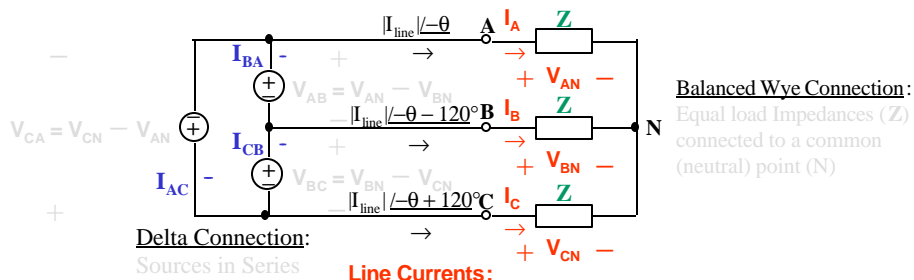 |I_line|/−θ A I_A Z
→ → + V_AN −
I_BA -
− +
V_AB = V_AN − V_BN
−
|I_line|/−θ − 120° B I_B Z
→ → + V_BN −
N
V_CA = V_CN − V_AN
I_CB -
+
V_BC = V_BN − V_CN
−
I_AC -
+
|I_line|/−θ + 120° C I_C Z
→ → + V_CN −
Balanced Wye Connection:
Equal load Impedances (Z)
connected to a common
(neutral) point (N)
Delta Connection:
Sources in Series
Line Currents: